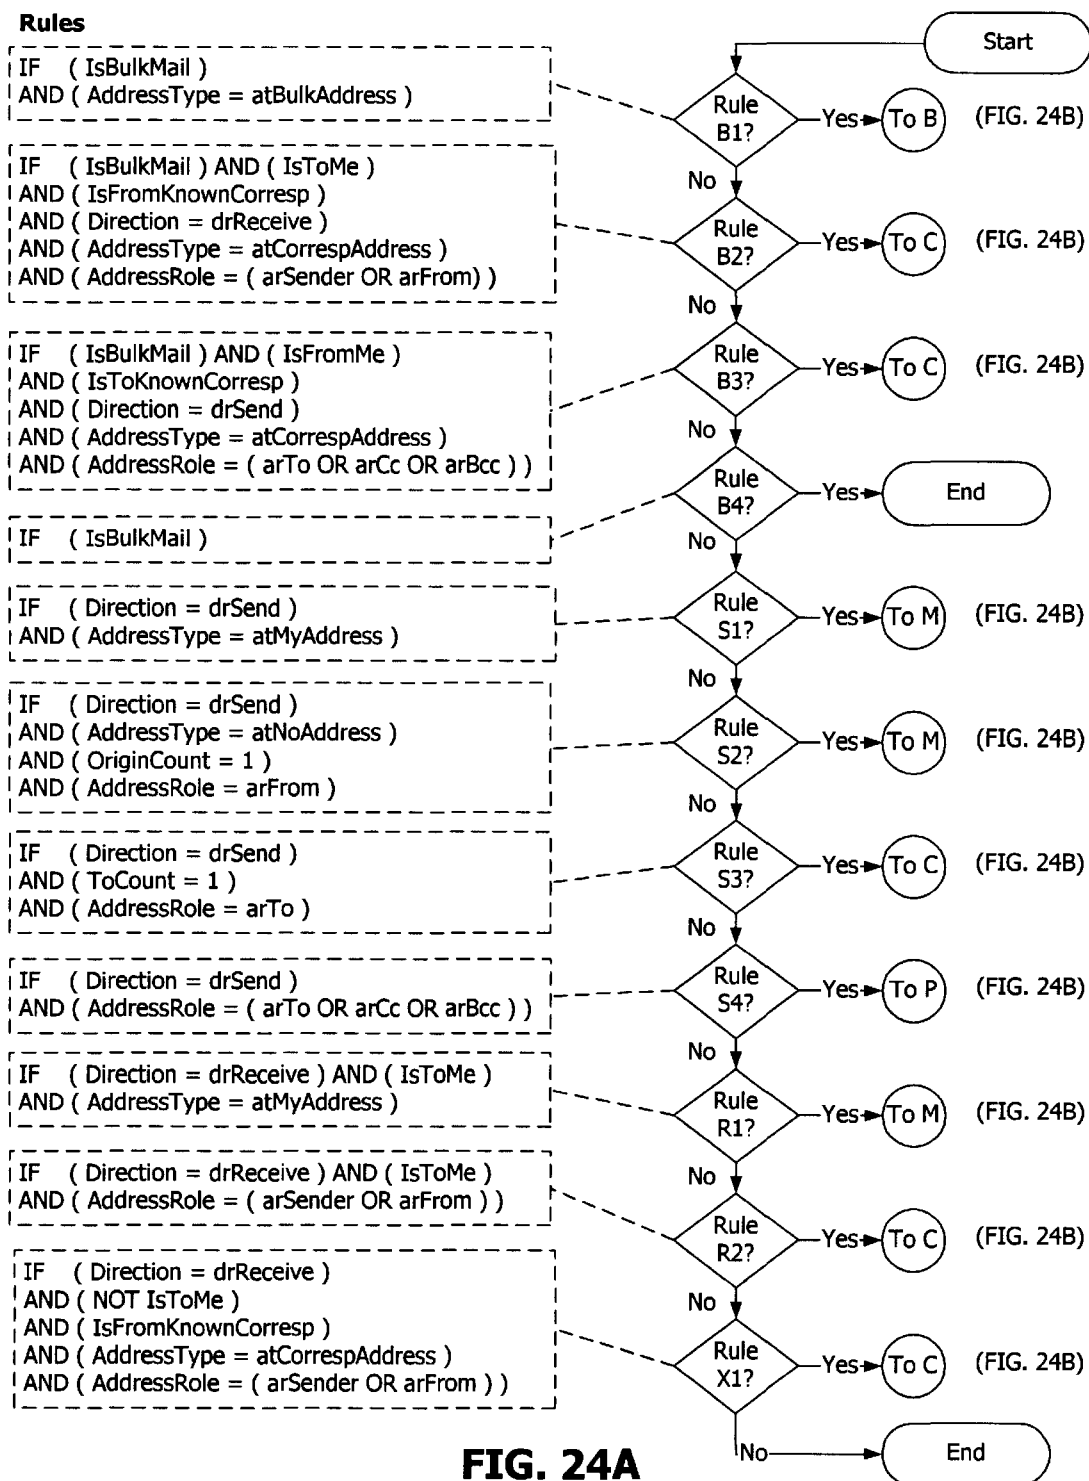 Rules
Start
IF ( IsBulkMail )
AND ( AddressType = atBulkAddress )
Rule
B1?
Yes
To B
(FIG. 24B)
No
IF ( IsBulkMail ) AND ( IsToMe )
AND ( IsFromKnownCorresp )
AND ( Direction = drReceive )
AND ( AddressType = atCorrespAddress )
AND ( AddressRole = ( arSender OR arFrom) )
Rule
B2?
Yes
To C
(FIG. 24B)
No
IF ( IsBulkMail ) AND ( IsFromMe )
AND ( IsToKnownCorresp )
AND ( Direction = drSend )
AND ( AddressType = atCorrespAddress )
AND ( AddressRole = ( arTo OR arCc OR arBcc ) )
Rule
B3?
Yes
To C
(FIG. 24B)
No
IF ( IsBulkMail )
Rule
B4?
Yes
End
No
IF ( Direction = drSend )
AND ( AddressType = atMyAddress )
Rule
S1?
Yes
To M
(FIG. 24B)
No
IF ( Direction = drSend )
AND ( AddressType = atNoAddress )
AND ( OriginCount = 1 )
AND ( AddressRole = arFrom )
Rule
S2?
Yes
To M
(FIG. 24B)
No
IF ( Direction = drSend )
AND ( ToCount = 1 )
AND ( AddressRole = arTo )
Rule
S3?
Yes
To C
(FIG. 24B)
No
IF ( Direction = drSend )
AND ( AddressRole = ( arTo OR arCc OR arBcc ) )
Rule
S4?
Yes
To P
(FIG. 24B)
No
IF ( Direction = drReceive ) AND ( IsToMe )
AND ( AddressType = atMyAddress )
Rule
R1?
Yes
To M
(FIG. 24B)
No
IF ( Direction = drReceive ) AND ( IsToMe )
AND ( AddressRole = ( arSender OR arFrom ) )
Rule
R2?
Yes
To C
(FIG. 24B)
No
IF ( Direction = drReceive )
AND ( NOT IsToMe )
AND ( IsFromKnownCorresp )
AND ( AddressType = atCorrespAddress )
AND ( AddressRole = ( arSender OR arFrom ) )
Rule
X1?
Yes
To C
(FIG. 24B)
No
End
FIG. 24A